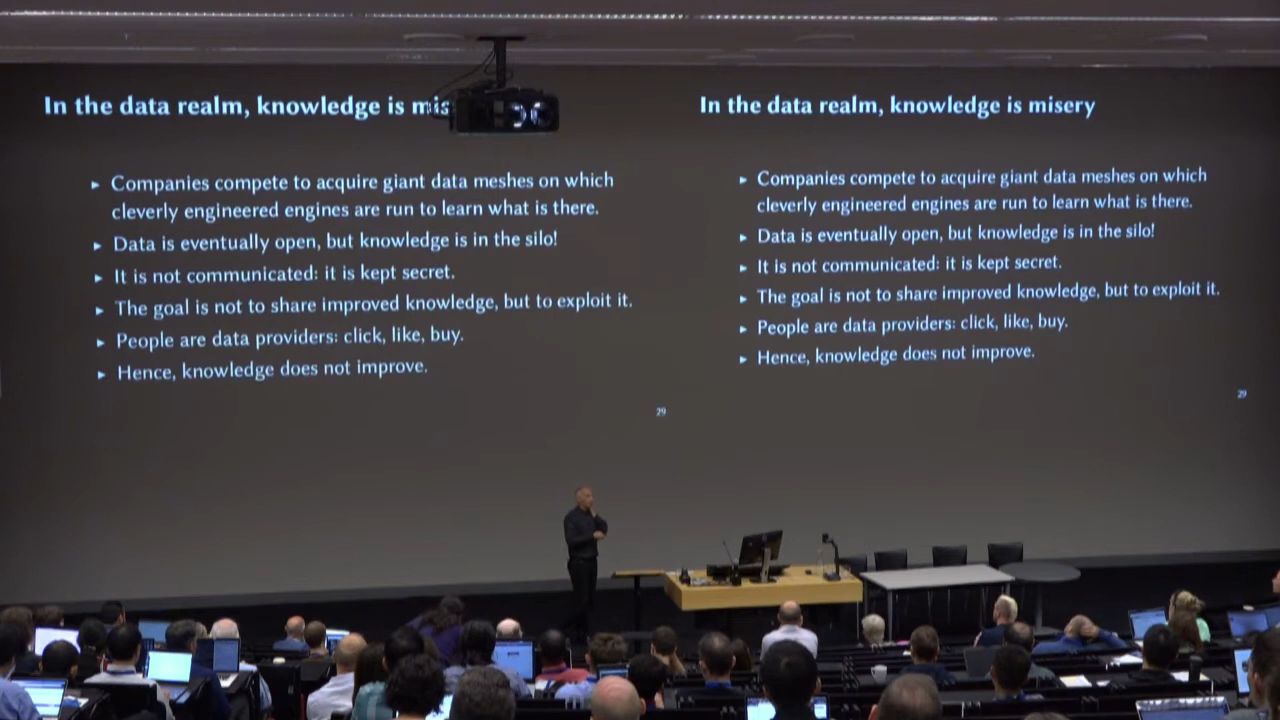 In the data realm, knowledge is mis
► Companies compete to acquire giant data meshes on which
cleverly engineered engines are run to learn what is there.
► Data is eventually open, but knowledge is in the silo!
► It is not communicated: it is kept secret.
► The goal is not to share improved knowledge, but to exploit it.
► People are data providers: click, like, buy.
► Hence, knowledge does not improve.
29
In the data realm, knowledge is misery
► Companies compete to acquire giant data meshes on which
cleverly engineered engines are run to learn what is there.
► Data is eventually open, but knowledge is in the silo!
► It is not communicated: it is kept secret.
► The goal is not to share improved knowledge, but to exploit it.
► People are data providers: click, like, buy.
► Hence, knowledge does not improve.
29